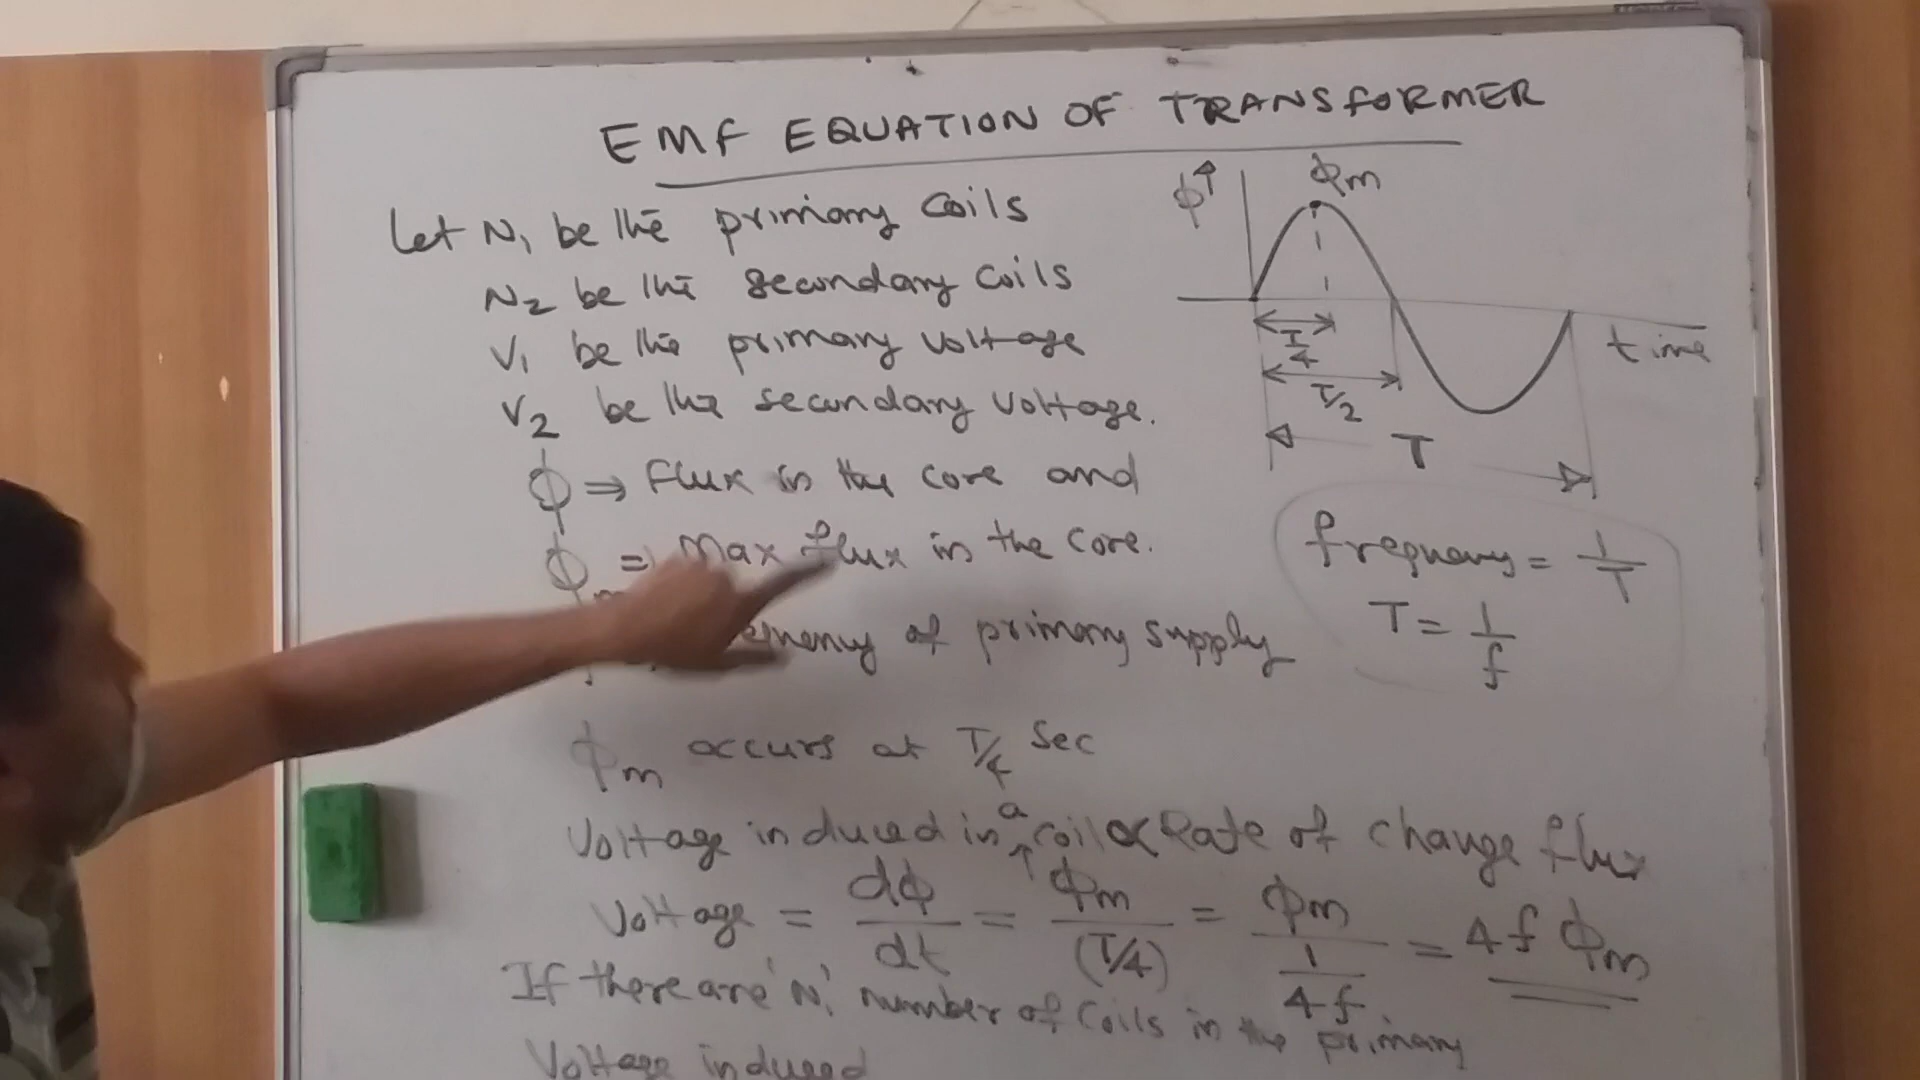 EMF EQUATION OF TRANSFORMER
Let N1 be the primary Coils
N2 be the secondary Coils
V1 be the primary voltage
V2 be the secondary voltage.
ϕ ⇒ Flux in the core and
ϕm ⇒ Max flux in the core.
of primary supply
ϕm occurs at T/4 Sec
Voltage induced in a coil ∝ Rate of change flux
Voltage = dϕ/dt = ϕm/(T/4) = ϕm/(1/4f) = 4fϕm
If there are 'N1' number of Coils in the primary
Voltage induced
ϕ
ϕm
time
T/4
T/2
T
frequency = 1/T
T = 1/f